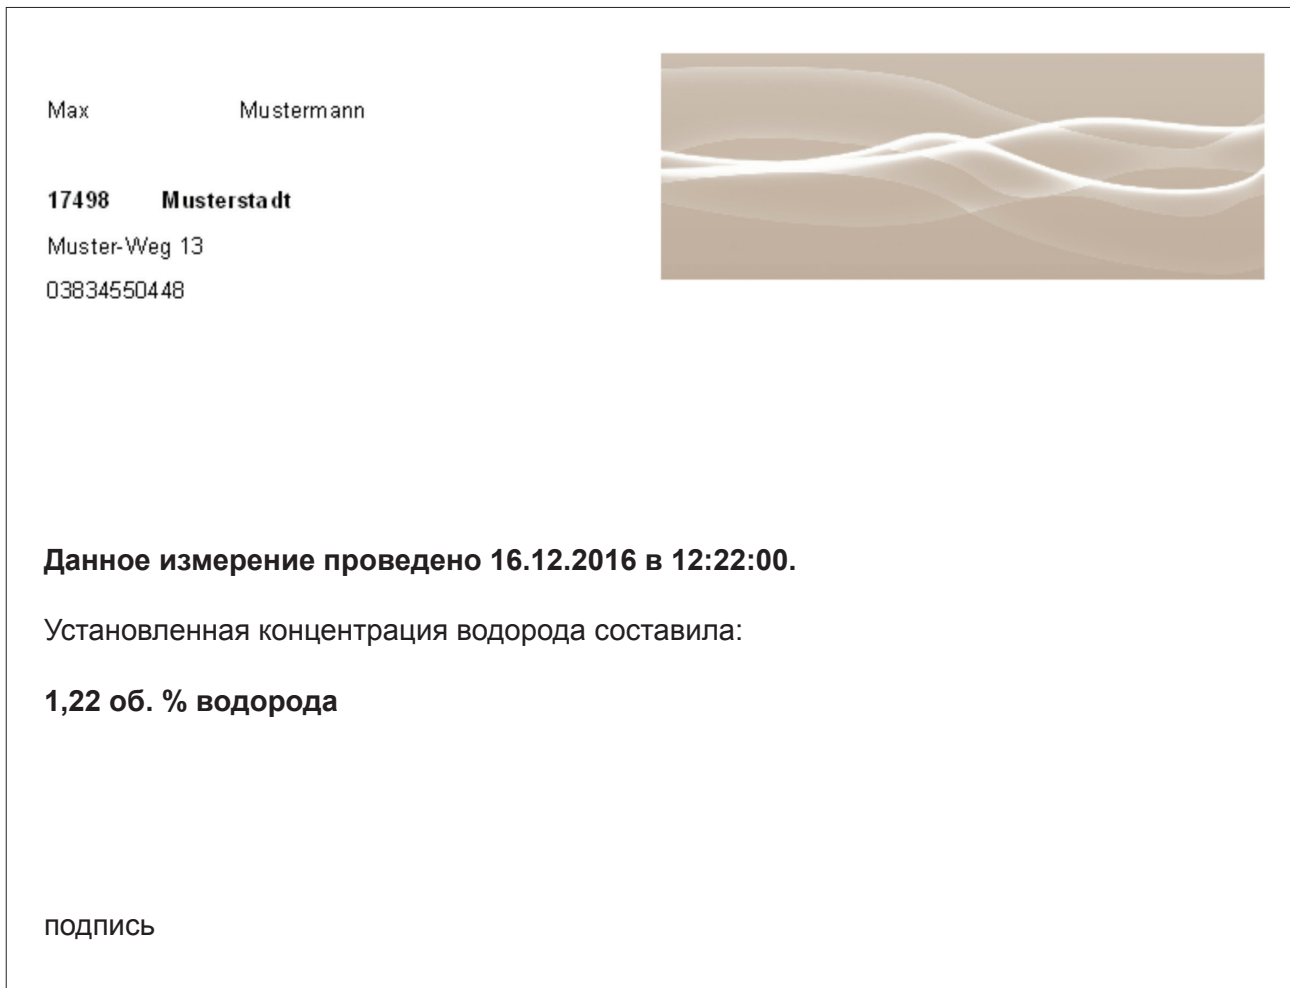 Max Mustermann
17498 Musterstadt
Muster-Weg 13
03834550448
Данное измерение проведено 16.12.2016 в 12:22:00.
Установленная концентрация водорода составила:
1,22 об. % водорода
подпись